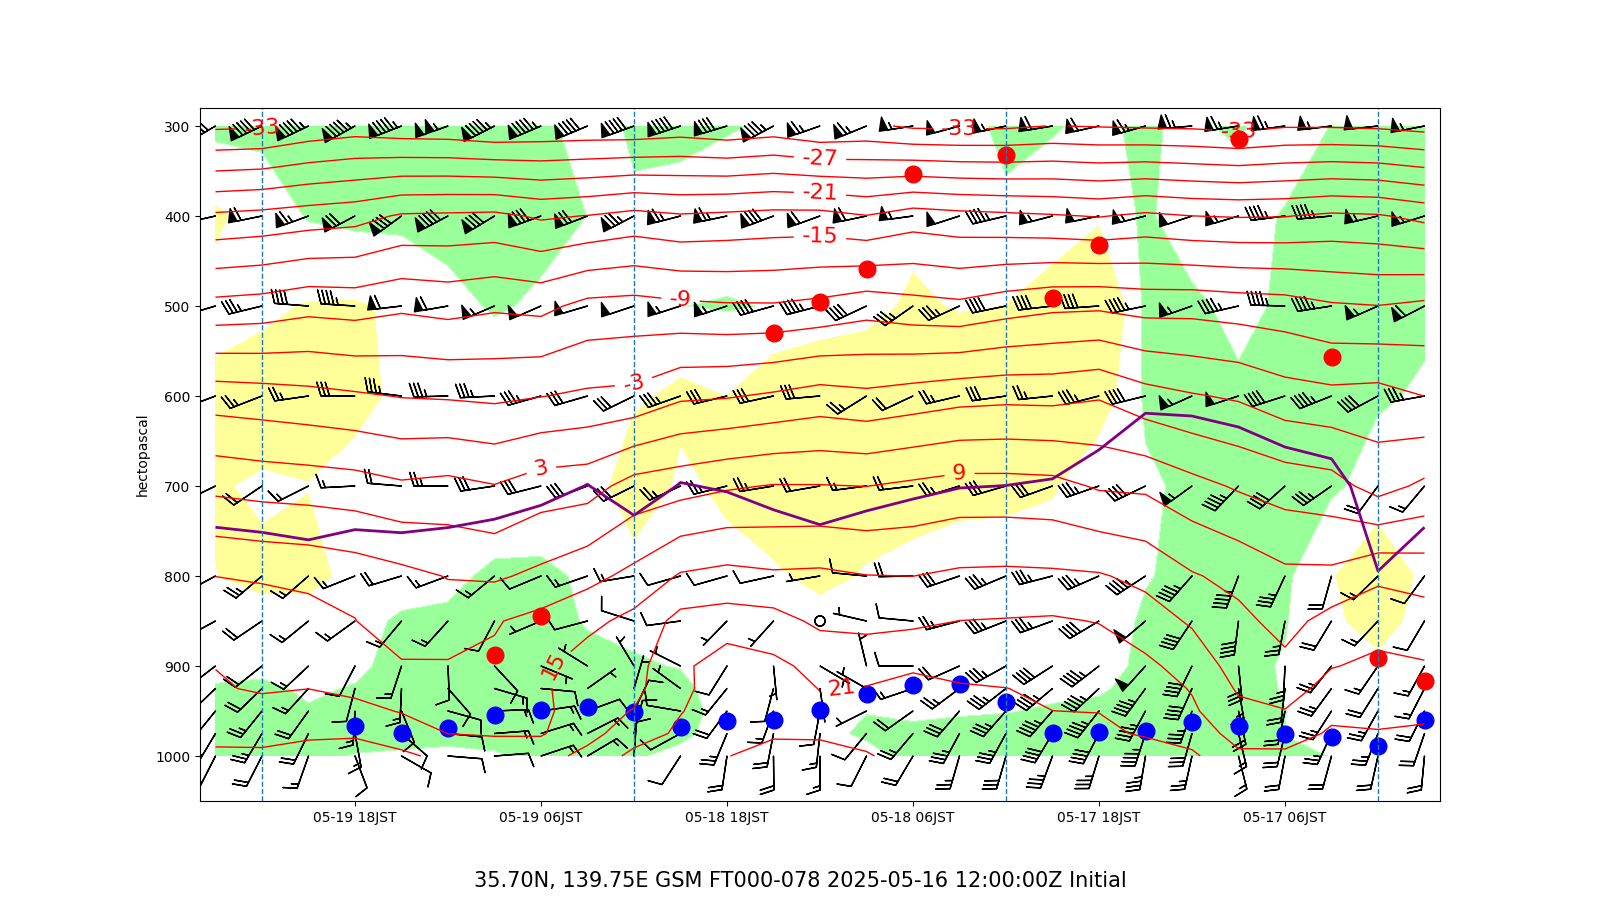 300
400
500
600
700
800
900
1000
hectopascal
-33
-33
-33
-27
-21
-15
-9
-3
3
9
15
21
05-19 18JST
05-19 06JST
05-18 18JST
05-18 06JST
05-17 18JST
05-17 06JST
35.70N, 139.75E GSM FT000-078 2025-05-16 12:00:00Z Initial